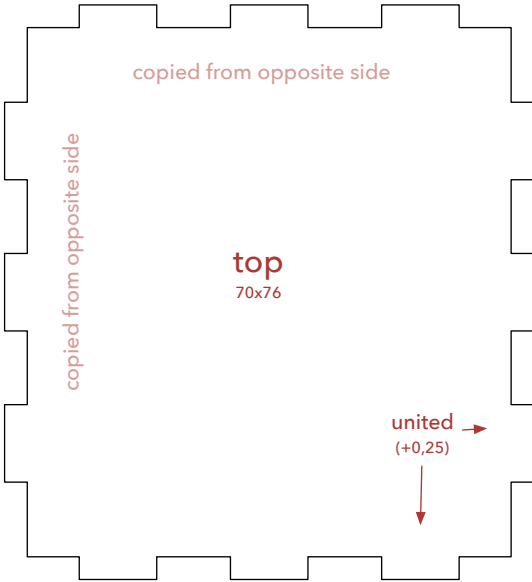 copied from opposite side
copied from opposite side
top
70x76
united
(+0,25)